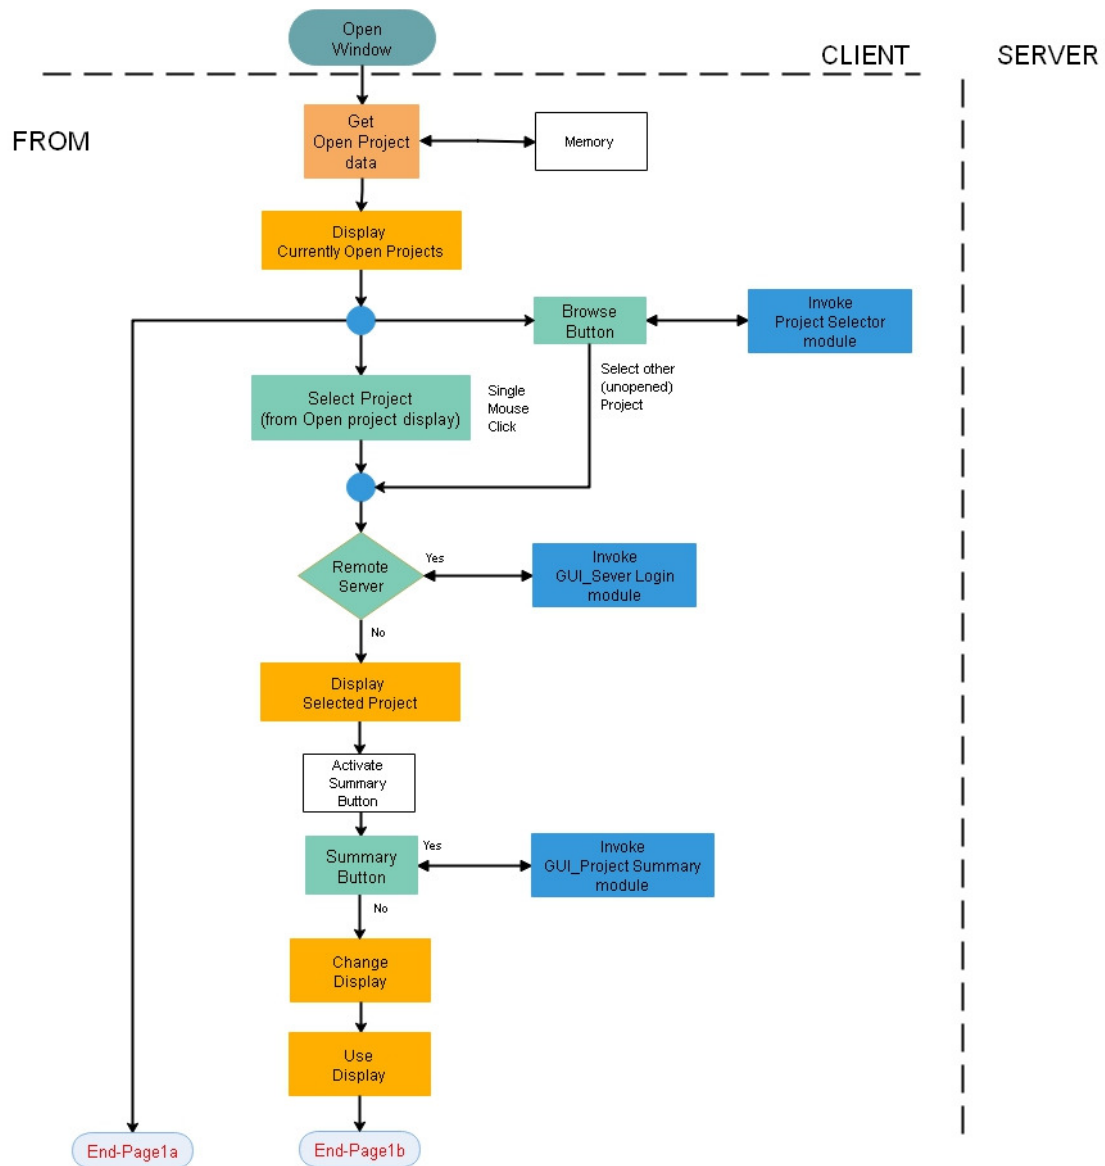 Open
Window
CLIENT
SERVER
FROM
Get
Open Project
data
Memory
Display
Currently Open Projects
Browse
Button
Invoke
Project Selector
module
Select Project
(from Open project display)
Single
Mouse
Click
Select other
(unopened)
Project
Remote
Server
Yes
Invoke
GUI_Sever Login
module
No
Display
Selected Project
Activate
Summary
Button
Summary
Button
Yes
Invoke
GUI_Project Summary
module
No
Change
Display
Use
Display
End-Page1a
End-Page1b